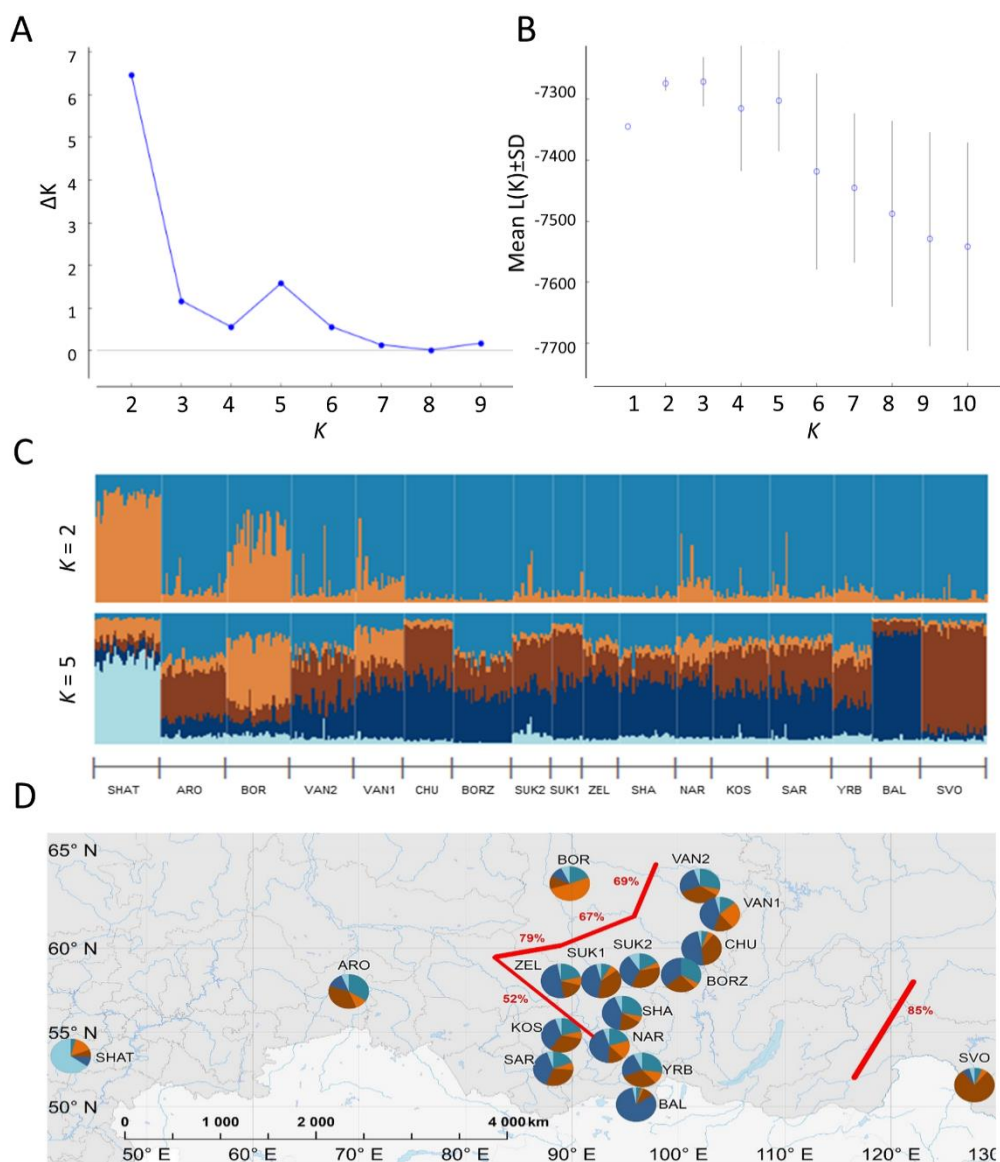 A
B
7
6
5
4
3
2
1
0
ΔK
2 3 4 5 6 7 8 9
K
-7300
-7400
-7500
-7600
-7700
Mean L(K)±SD
1 2 3 4 5 6 7 8 9 10
K
C
K = 2
K = 5
SHAT ARO BOR VAN2 VAN1 CHU BORZ SUK2 SUK1 ZEL SHA NAR KOS SAR YRB BAL SVO
D
65° N
BOR
VAN2
69%
VAN1
67%
60° N
79%
SUK1
SUK2
CHU
ZEL
ARO
BORZ
52%
85%
SHA
55° N
KOS
NAR
SHAT
SAR
YRB
SVO
50° N
BAL
0 1 000 2 000 4 000 km
50° E 60° E 70° E 80° E 90° E 100° E 110° E 120° E 130